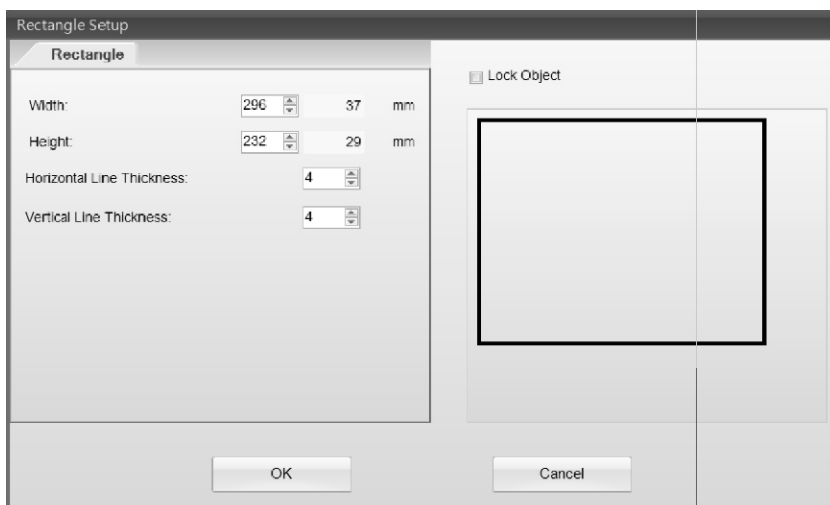 Rectangle Setup
Rectangle
Lock Object
Width: 296 37 mm
Height: 232 29 mm
Horizontal Line Thickness: 4
Vertical Line Thickness: 4
OK Cancel